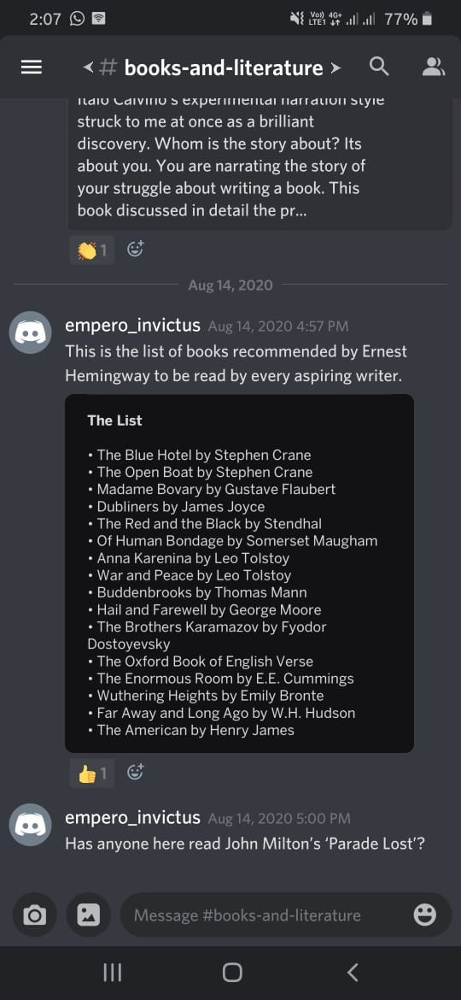 2:07
Vo)) 4G+
LTE1
77%
# books-and-literature
Italo Calvino's experimental narration style
struck to me at once as a brilliant
discovery. Whom is the story about? Its
about you. You are narrating the story of
your struggle about writing a book. This
book discussed in detail the pr...
1
Aug 14, 2020
empero_invictus Aug 14, 2020 4:57 PM
This is the list of books recommended by Ernest
Hemingway to be read by every aspiring writer.
The List
• The Blue Hotel by Stephen Crane
• The Open Boat by Stephen Crane
• Madame Bovary by Gustave Flaubert
• Dubliners by James Joyce
• The Red and the Black by Stendhal
• Of Human Bondage by Somerset Maugham
• Anna Karenina by Leo Tolstoy
• War and Peace by Leo Tolstoy
• Buddenbrooks by Thomas Mann
• Hail and Farewell by George Moore
• The Brothers Karamazov by Fyodor
Dostoyevsky
• The Oxford Book of English Verse
• The Enormous Room by E.E. Cummings
• Wuthering Heights by Emily Bronte
• Far Away and Long Ago by W.H. Hudson
• The American by Henry James
1
empero_invictus Aug 14, 2020 5:00 PM
Has anyone here read John Milton's ‘Parade Lost’?
Message #books-and-literature